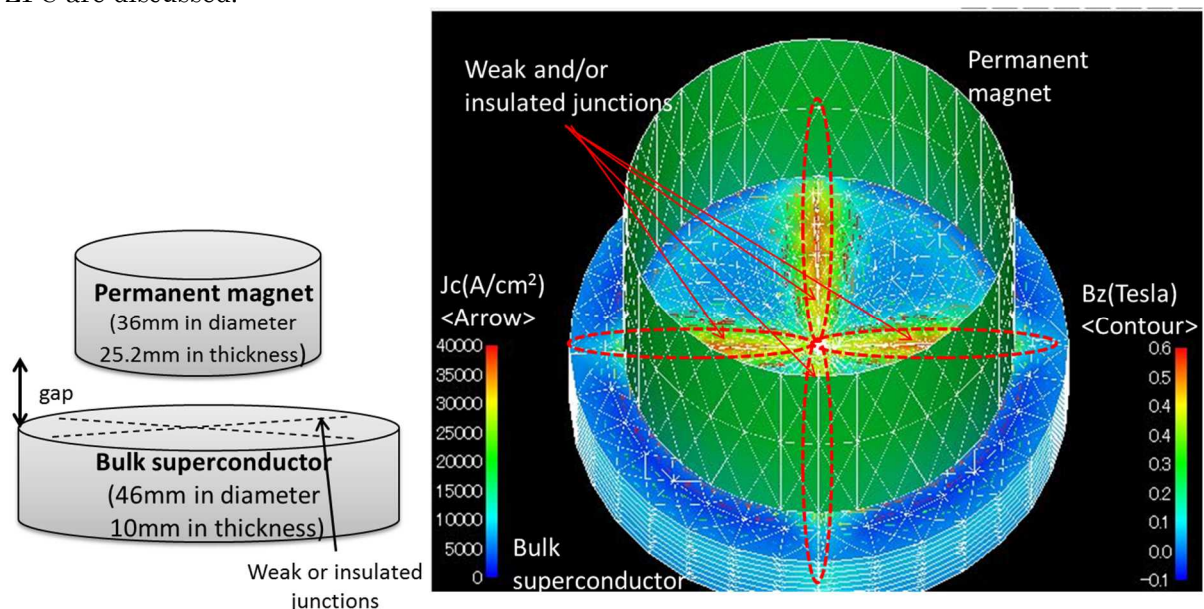 ZFC are discussed.
Permanent magnet
(36mm in diameter
25.2mm in thickness)
gap
Bulk superconductor
(46mm in diameter
10mm in thickness)
Weak or insulated
junctions
Weak and/or
insulated junctions
Permanent
magnet
Jc(A/cm²)
<Arrow>
40000
35000
30000
25000
20000
15000
10000
5000
0
Bulk
superconductor
Bz(Tesla)
<Contour>
0.6
0.5
0.4
0.3
0.2
0.1
0.0
−0.1